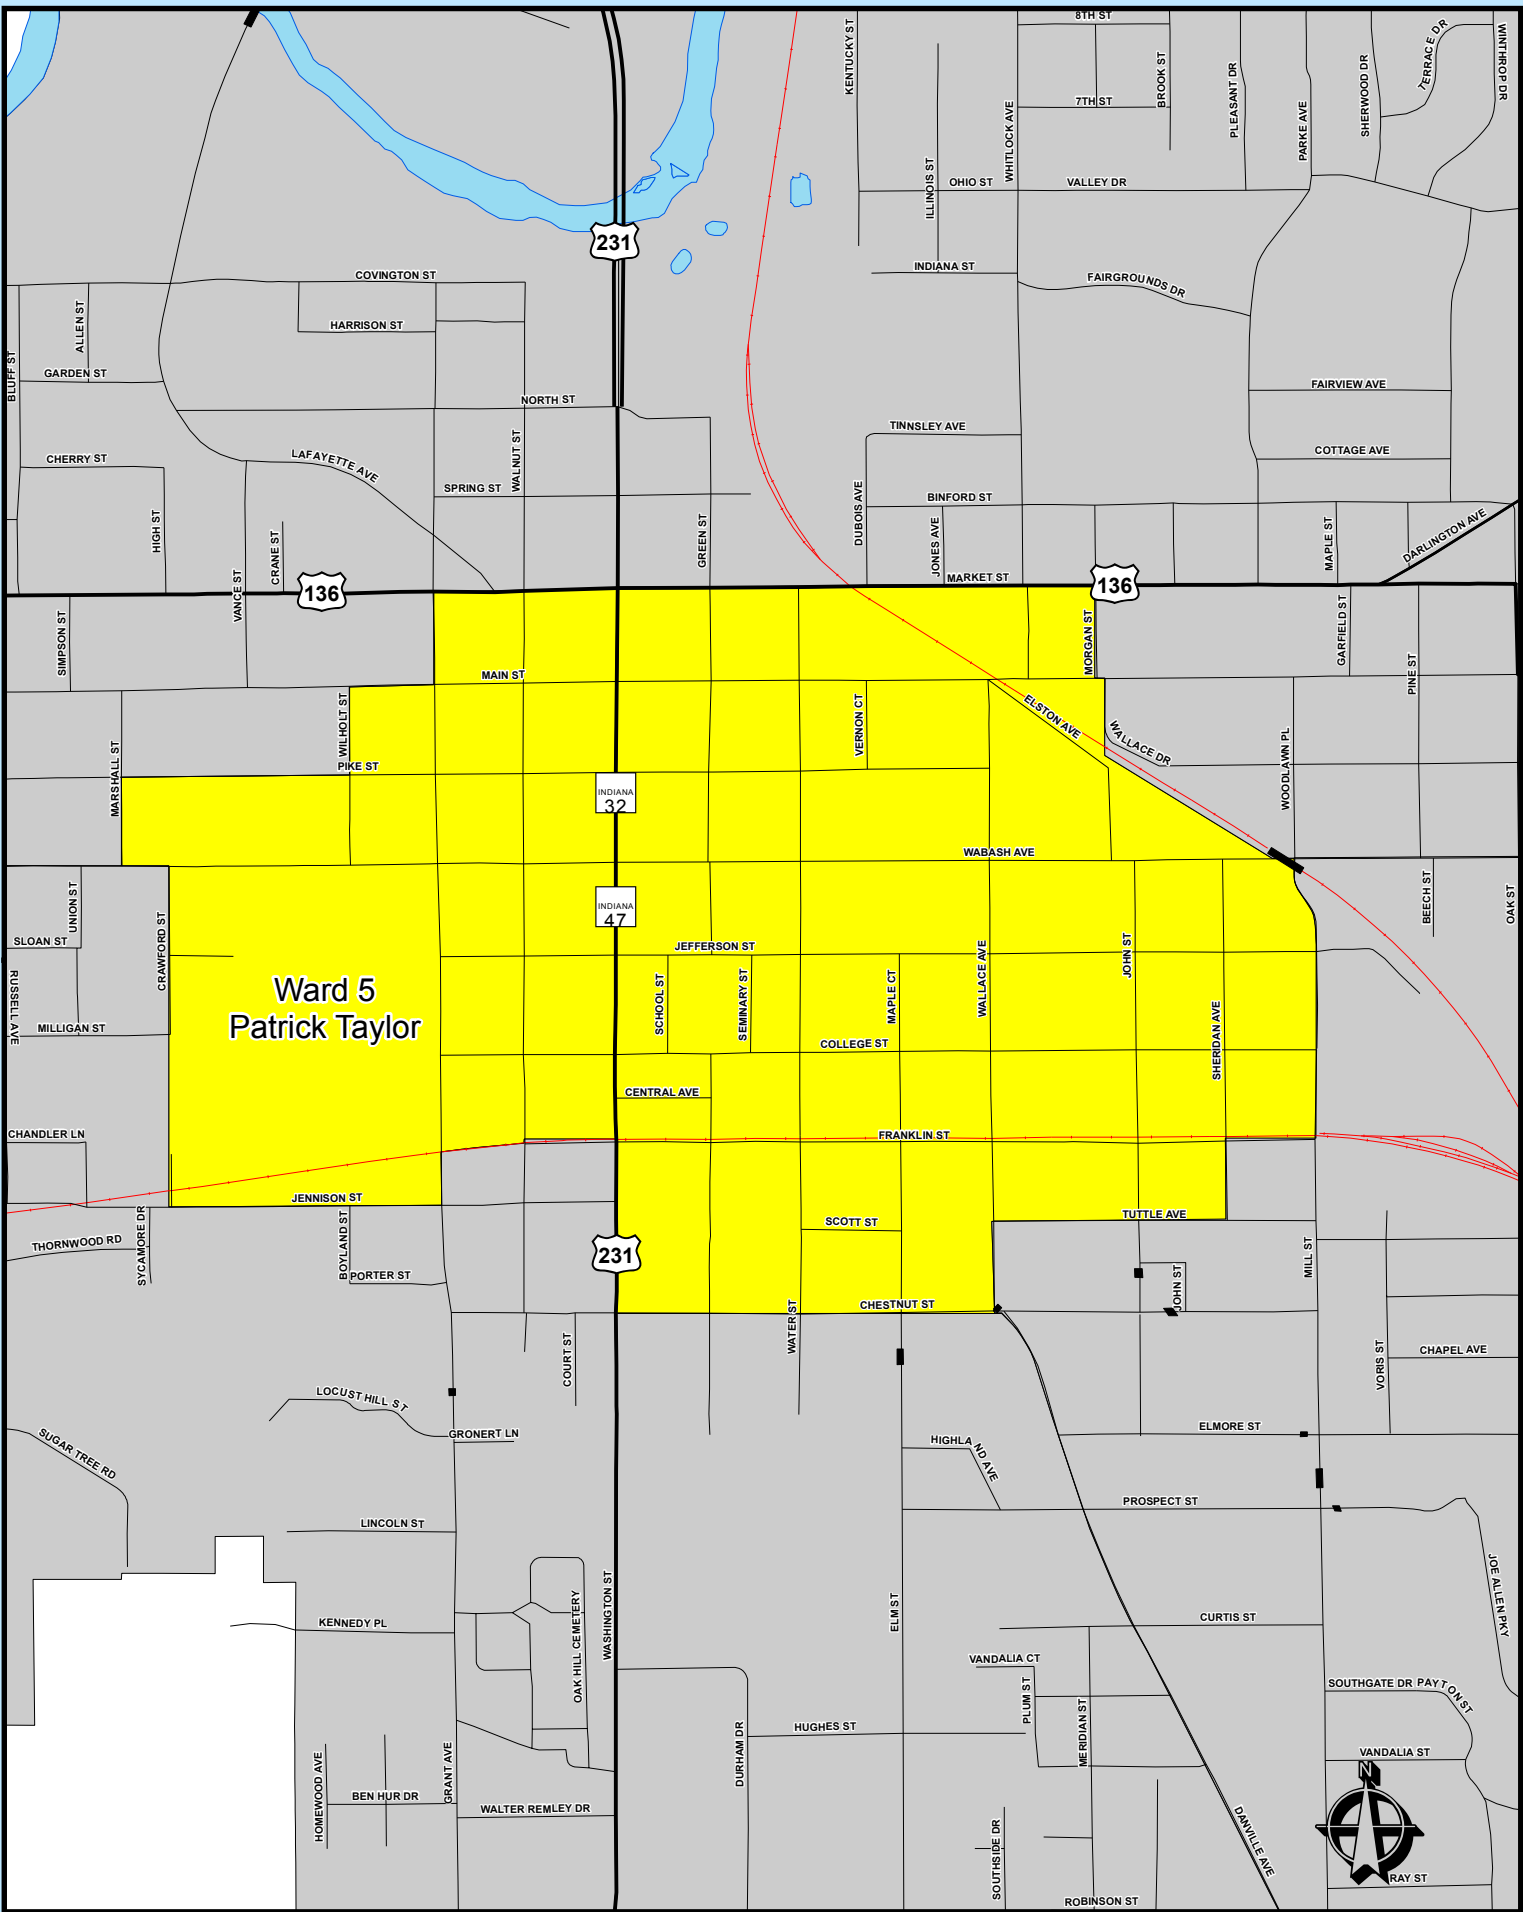 8TH ST
KENTUCKY ST
BROOK ST
TERRACE DR
WINTHROP DR
PLEASANT DR
SHERWOOD DR
7TH ST
PARKE AVE
WHITLOCK AVE
ILLINOIS ST
OHIO ST
VALLEY DR
231
COVINGTON ST
INDIANA ST
FAIRGROUNDS DR
ALLEN ST
HARRISON ST
BLUFF ST
GARDEN ST
FAIRVIEW AVE
NORTH ST
TINNSLEY AVE
CHERRY ST
LAFAYETTE AVE
WALNUT ST
COTTAGE AVE
SPRING ST
BINFORD ST
HIGH ST
CRANE ST
GREEN ST
DUBOIS AVE
JONES AVE
MAPLE ST
DARLINGTON AVE
VANCE ST
136
MARKET ST
136
SIMPSON ST
MORGAN ST
GARFIELD ST
PINE ST
MAIN ST
WILHOLT ST
VERNON CT
ELSTON AVE
WALLACE DR
MARSHALL ST
PIKE ST
WOODLAWN PL
INDIANA
32
WABASH AVE
UNION ST
INDIANA
47
BEECH ST
OAK ST
CRAWFORD ST
SLOAN ST
JEFFERSON ST
WALLACE AVE
JOHN ST
RUSSELL AVE
Ward 5
Patrick Taylor
SCHOOL ST
SEMINARY ST
MAPLE CT
SHERIDAN AVE
MILLIGAN ST
COLLEGE ST
CENTRAL AVE
CHANDLER LN
FRANKLIN ST
JENNISON ST
SYCAMORE DR
BOYLAND ST
SCOTT ST
TUTTLE AVE
THORNWOOD RD
231
MILL ST
PORTER ST
JOHN ST
CHESTNUT ST
WATER ST
COURT ST
VORIS ST
CHAPEL AVE
LOCUST HILL ST
GRONERT LN
ELMORE ST
SUGAR TREE RD
HIGHLAND AVE
PROSPECT ST
LINCOLN ST
JOE ALLEN PKY
WASHINGTON ST
OAK HILL CEMETERY
ELM ST
KENNEDY PL
CURTIS ST
VANDALIA CT
PLUM ST
SOUTHGATE DR
PAYTON ST
MERIDIAN ST
HUGHES ST
DURHAM DR
VANDALIA ST
HOMEWOOD AVE
GRANT AVE
N
BEN HUR DR
WALTER REMLEY DR
SOUTHSIDE DR
DANVILLE AVE
RAY ST
ROBINSON ST